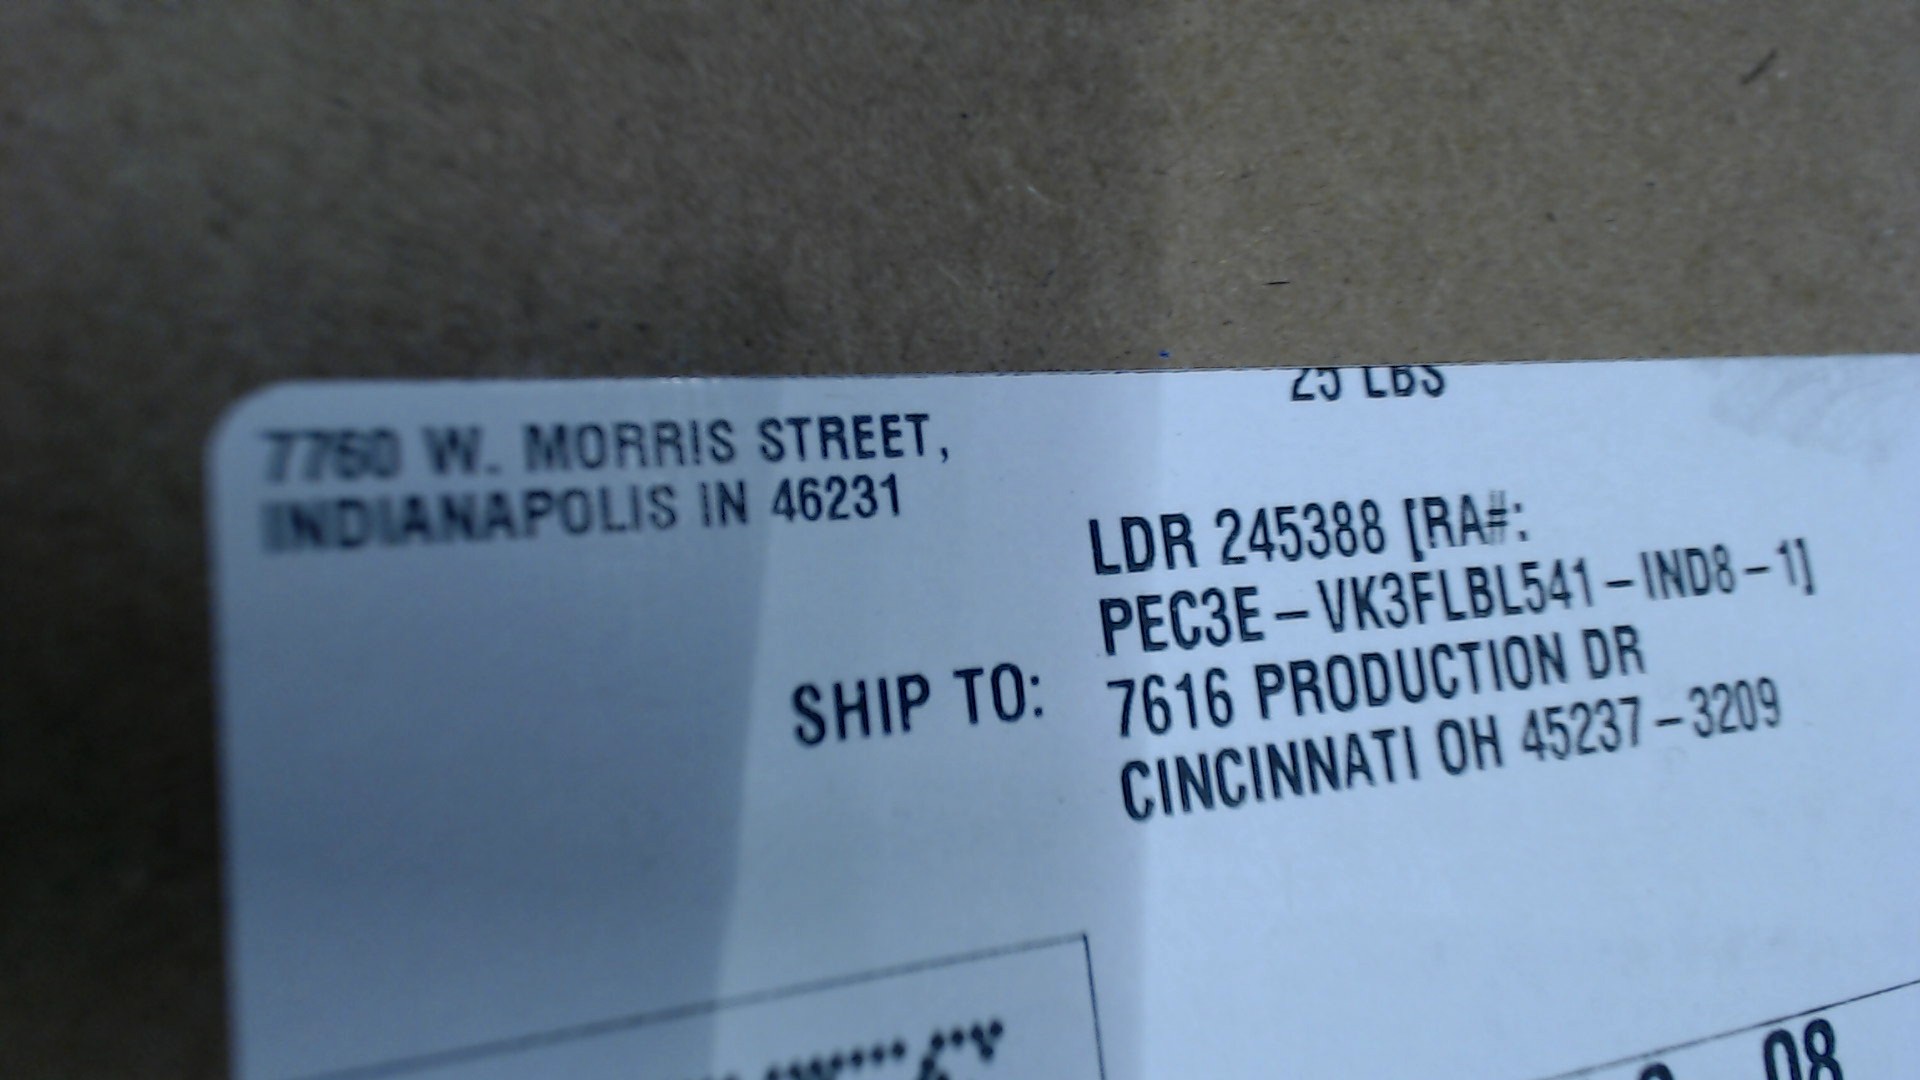 25 LBS
7760 W. MORRIS STREET,
INDIANAPOLIS IN 46231
LDR 245388 [RA#:
PEC3E-VK3FLBL541-IND8-1]
SHIP TO: 7616 PRODUCTION DR
CINCINNATI OH 45237-3209
08